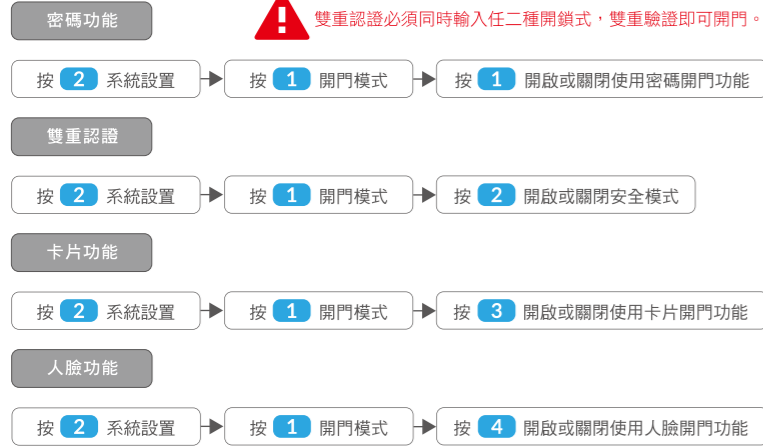 密碼功能
雙重認證必須同時輸入任二種開鎖式，雙重驗證即可開門。
按 2 系統設置 按 1 開門模式 按 1 開啟或關閉使用密碼開門功能
雙重認證
按 2 系統設置 按 1 開門模式 按 2 開啟或關閉安全模式
卡片功能
按 2 系統設置 按 1 開門模式 按 3 開啟或關閉使用卡片開門功能
人臉功能
按 2 系統設置 按 1 開門模式 按 4 開啟或關閉使用人臉開門功能